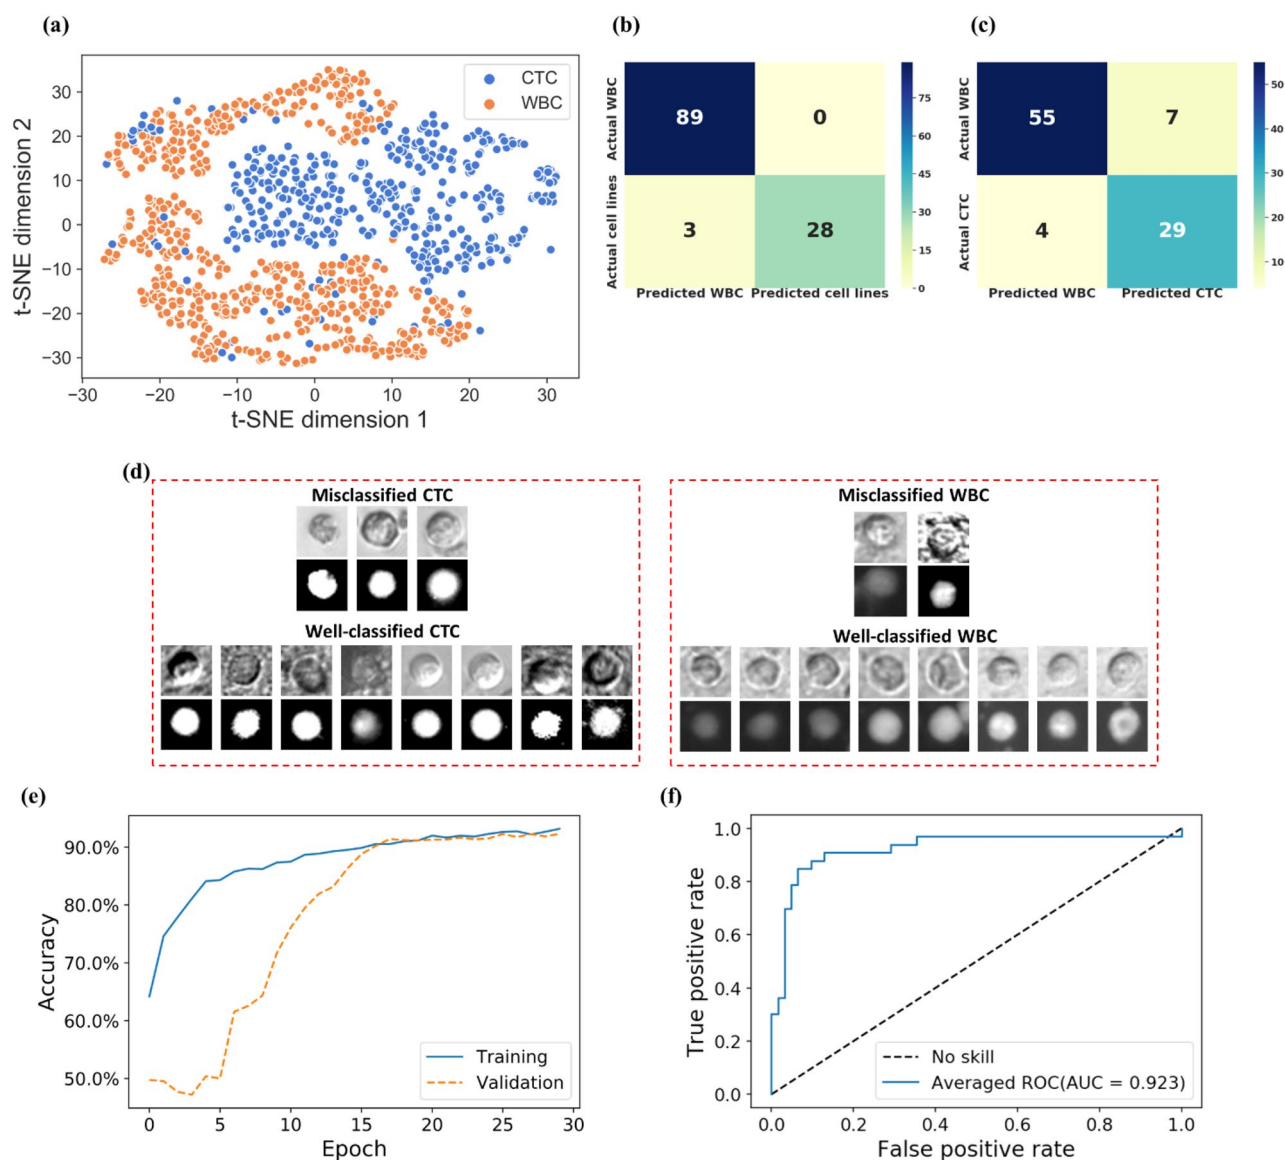 (a)
CTC
WBC
30
20
10
0
−10
−20
−30
−30
−20
−10
0
10
20
30
t-SNE dimension 1
t-SNE dimension 2
(b)
Actual WBC
Actual cell lines
89
0
3
28
Predicted WBC
Predicted cell lines
75
60
45
30
15
0
(c)
Actual WBC
Actual CTC
55
7
4
29
Predicted WBC
Predicted CTC
50
40
30
20
10
(d)
Misclassified CTC
Well-classified CTC
Misclassified WBC
Well-classified WBC
(e)
90.0%
80.0%
70.0%
60.0%
50.0%
Accuracy
Training
Validation
0
5
10
15
20
25
30
Epoch
(f)
1.0
0.8
0.6
0.4
0.2
0.0
True positive rate
No skill
Averaged ROC(AUC = 0.923)
0.0
0.2
0.4
0.6
0.8
1.0
False positive rate